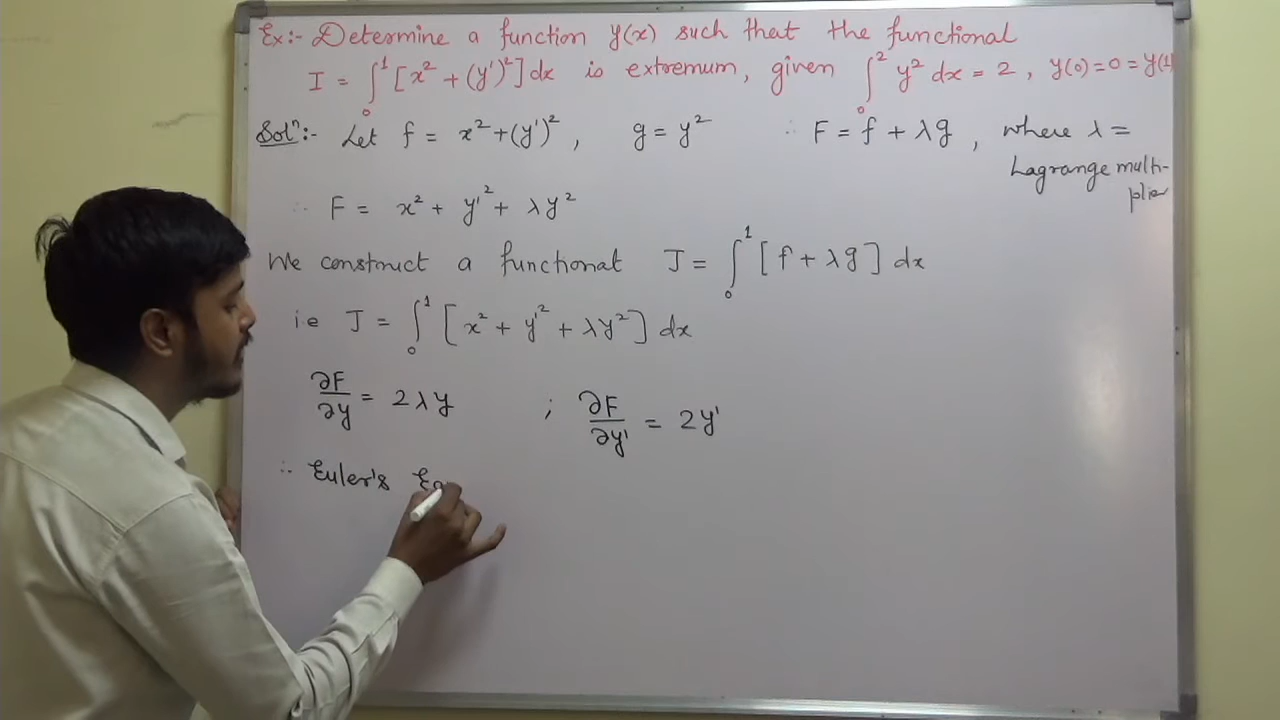 Ex:- Determine a function y(x) such that the functional
I = ∫₀¹ [x² + (y')²] dx is extremum, given ∫₀² y² dx = 2, y(0)=0=y(1)
Solⁿ:- Let f = x² + (y')², g = y² ∴ F = f + λg, where λ =
Lagrange multi-
plier
∴ F = x² + y'² + λy²
We construct a functional J = ∫₀¹ [f + λg] dx
i.e J = ∫₀¹ [x² + y'² + λy²] dx
∂F/∂y = 2λy ; ∂F/∂y' = 2y'
∴ Euler's Eq